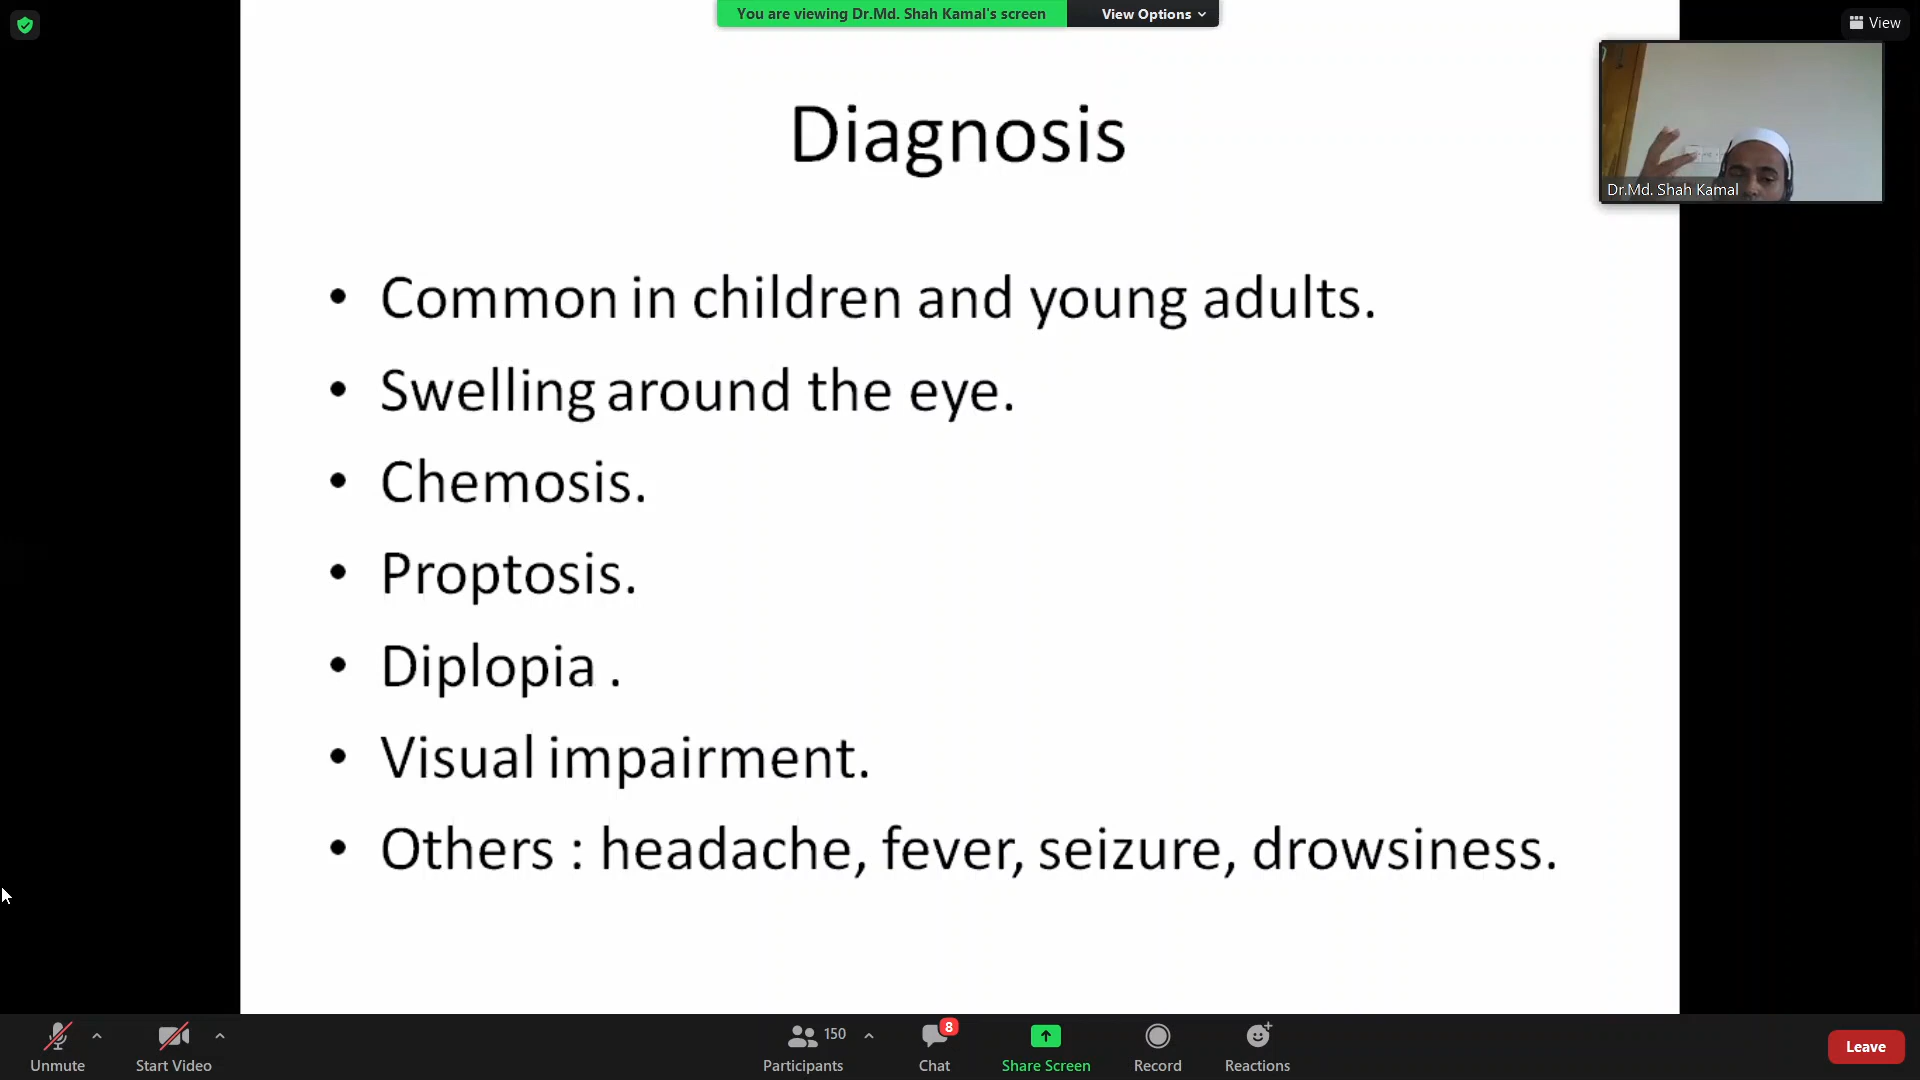 You are viewing Dr.Md. Shah Kamal's screen
View Options
View
Diagnosis
Dr.Md. Shah Kamal
• Common in children and young adults.
• Swelling around the eye.
• Chemosis.
• Proptosis.
• Diplopia .
• Visual impairment.
• Others : headache, fever, seizure, drowsiness.
Unmute
Start Video
150
Participants
8
Chat
Share Screen
Record
Reactions
Leave